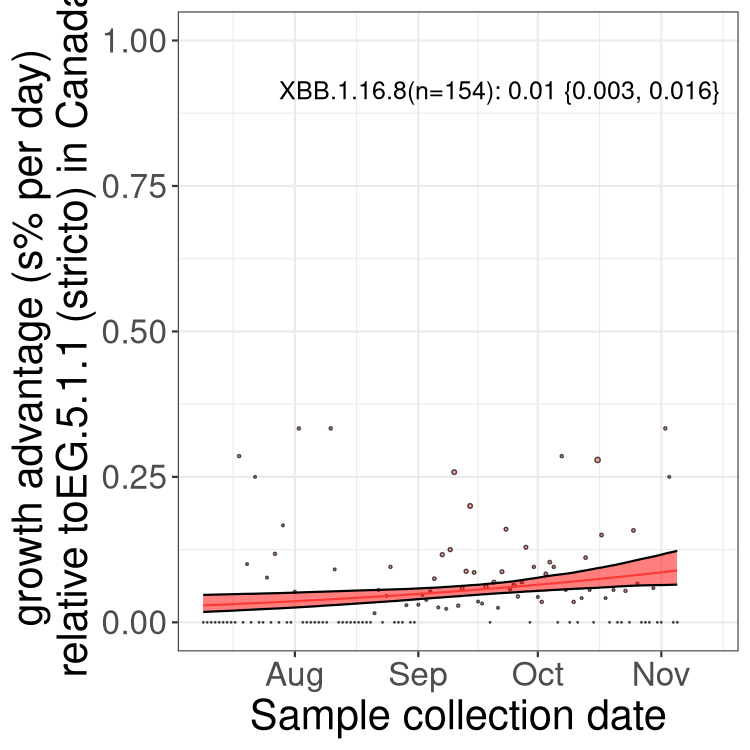 growth advantage (s% per day)
relative toEG.5.1.1 (stricto) in Canada
1.00
XBB.1.16.8(n=154): 0.01 {0.003, 0.016}
0.75
0.50
0.25
0.00
Aug Sep Oct Nov
Sample collection date